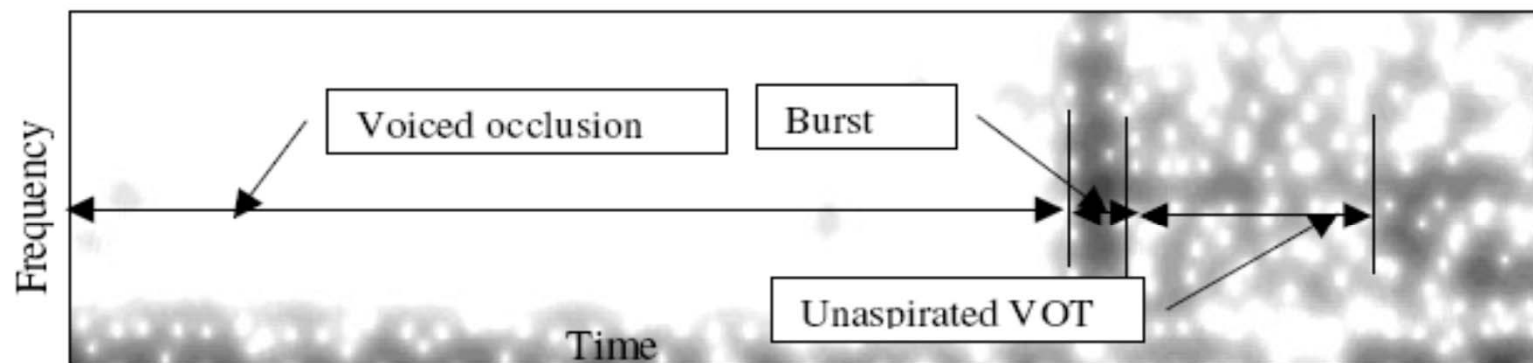 Voiced occlusion
Burst
Frequency
Unaspirated VOT
Time